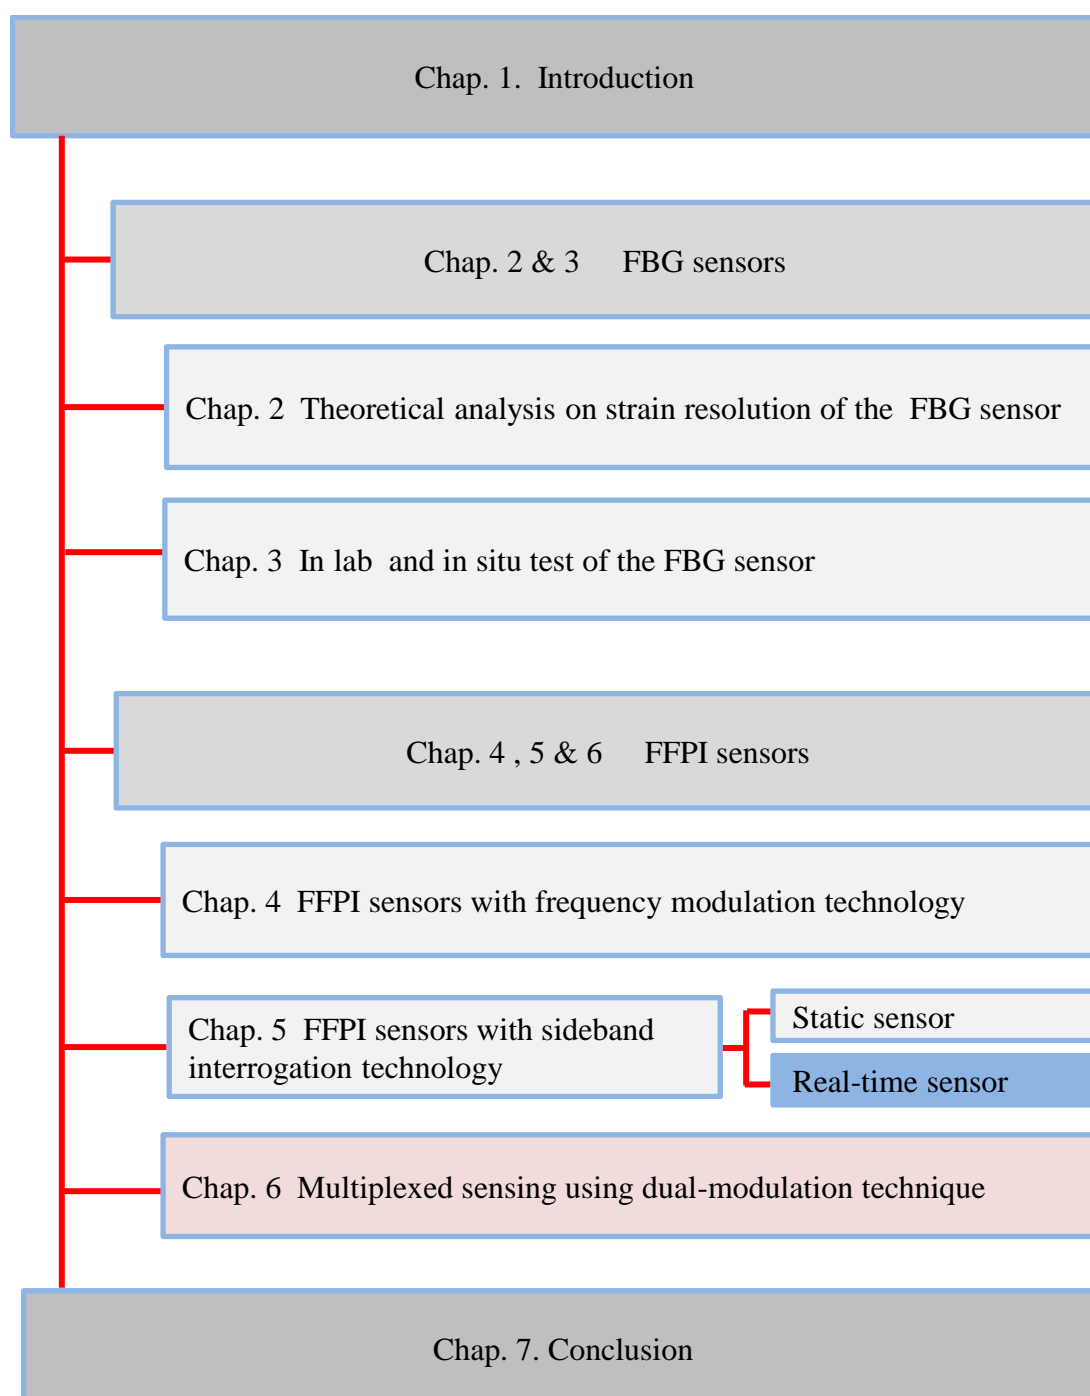 Chap. 1.  Introduction
Chap. 2 & 3     FBG sensors
Chap. 2  Theoretical analysis on strain resolution of the  FBG sensor
Chap. 3  In lab  and in situ test of the FBG sensor
Chap. 4 , 5 & 6     FFPI sensors
Chap. 4  FFPI sensors with frequency modulation technology
Chap. 5  FFPI sensors with sideband
interrogation technology
Static sensor
Real-time sensor
Chap. 6  Multiplexed sensing using dual-modulation technique
Chap. 7. Conclusion